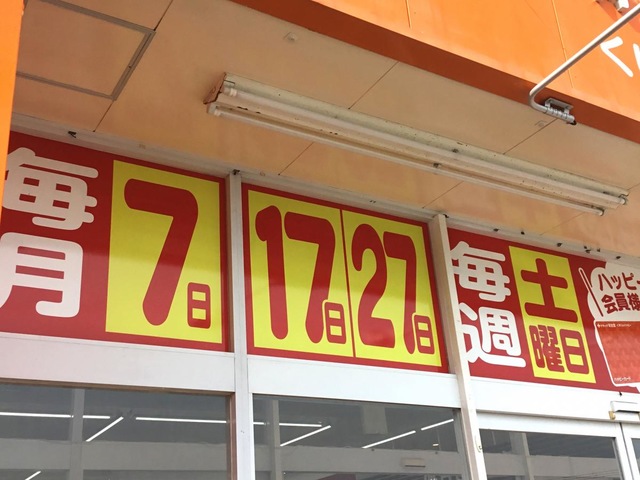 毎月
7日
17日
27日
毎週
土曜日
ハッピー
会員様